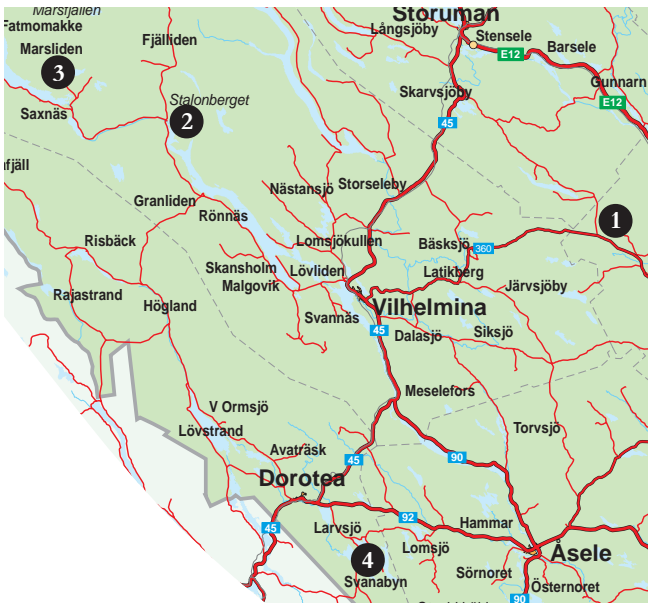 Marsfjällen
Fatmomakke
Storuman
Långsjöby
Stensele
Marsliden
Fjälliden
E12
Barsele
3
Gunnarn
Skarvsjöby
Stalonberget
E12
Saxnäs
2
45
fjäll
Nästansjö
Storseleby
Granliden
Rönnäs
1
Risbäck
Lomsjökullen
Bäsksjö
360
Skansholm
Lövliden
Latikberg
Malgovik
Järvsjöby
Rajastrand
Högland
Vilhelmina
Svannäs
45
Dalasjö
Siksjö
Meselefors
V Ormsjö
Lövstrand
Torvsjö
Avaträsk
45
90
Dorotea
92
45
Larvsjö
Hammar
Lomsjö
4
Åsele
Svanabyn
Sörnoret
Östernoret
90